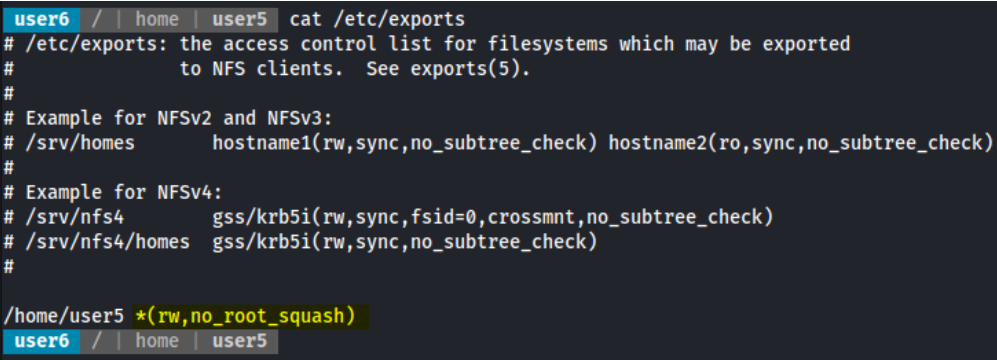 user6 / | home | user5 cat /etc/exports
# /etc/exports: the access control list for filesystems which may be exported
#               to NFS clients.  See exports(5).
#
# Example for NFSv2 and NFSv3:
# /srv/homes       hostname1(rw,sync,no_subtree_check) hostname2(ro,sync,no_subtree_check)
#
# Example for NFSv4:
# /srv/nfs4        gss/krb5i(rw,sync,fsid=0,crossmnt,no_subtree_check)
# /srv/nfs4/homes  gss/krb5i(rw,sync,no_subtree_check)
#
/home/user5 *(rw,no_root_squash)
user6 / | home | user5